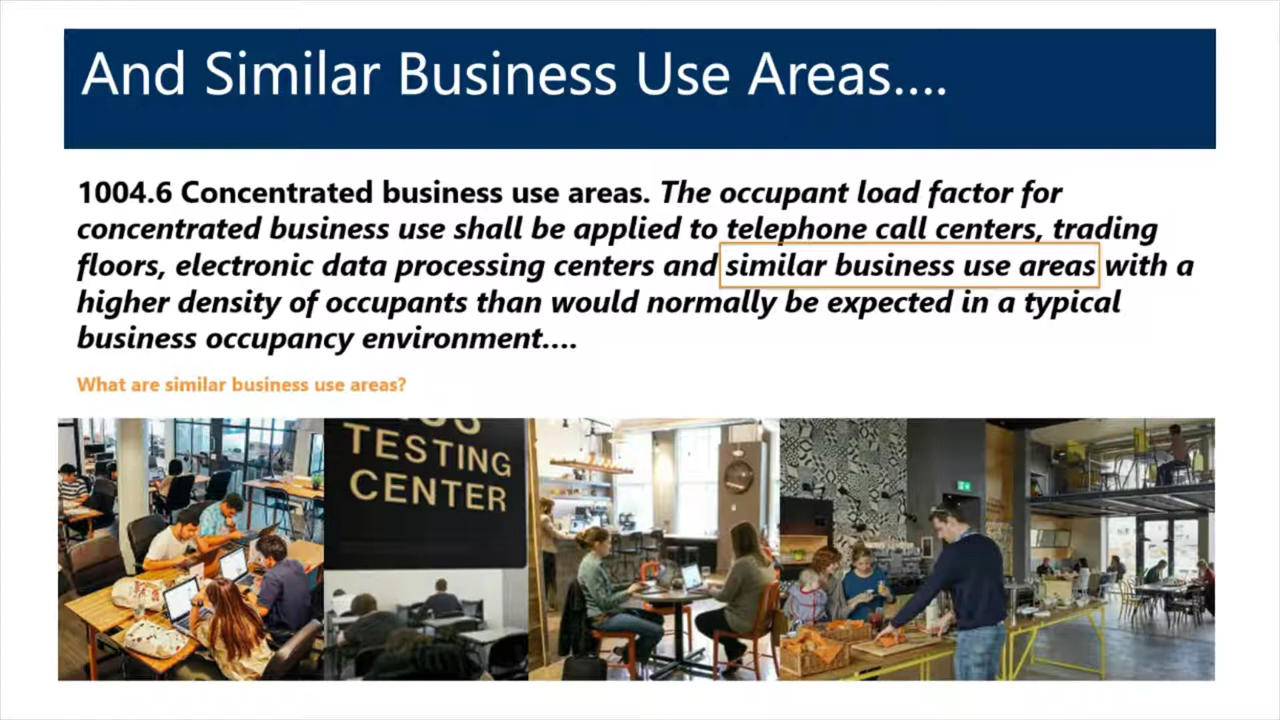 And Similar Business Use Areas....
1004.6 Concentrated business use areas. The occupant load factor for
concentrated business use shall be applied to telephone call centers, trading
floors, electronic data processing centers and similar business use areas with a
higher density of occupants than would normally be expected in a typical
business occupancy environment....
What are similar business use areas?
TESTING
CENTER